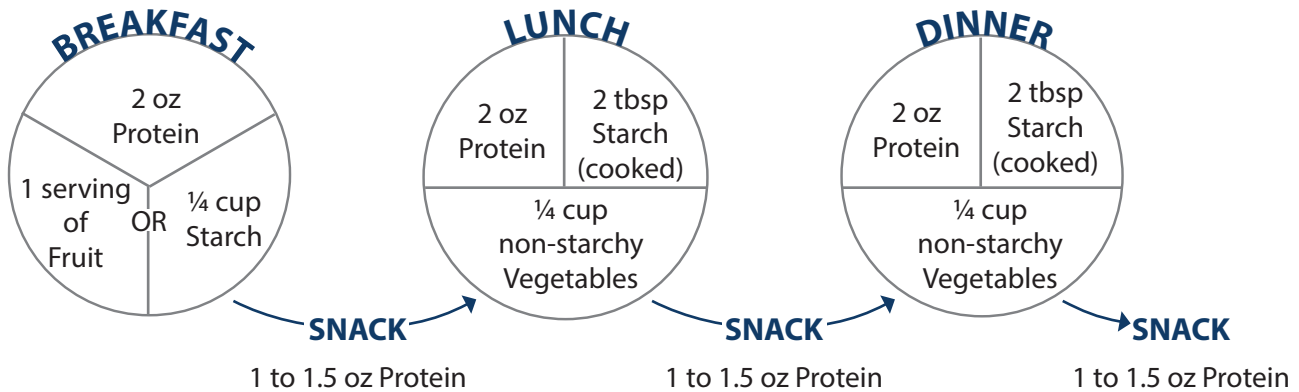 BREAKFAST
2 oz
Protein
1 serving
of
Fruit
OR
¼ cup
Starch
SNACK
1 to 1.5 oz Protein
LUNCH
2 oz
Protein
2 tbsp
Starch
(cooked)
¼ cup
non-starchy
Vegetables
SNACK
1 to 1.5 oz Protein
DINNER
2 oz
Protein
2 tbsp
Starch
(cooked)
¼ cup
non-starchy
Vegetables
SNACK
1 to 1.5 oz Protein